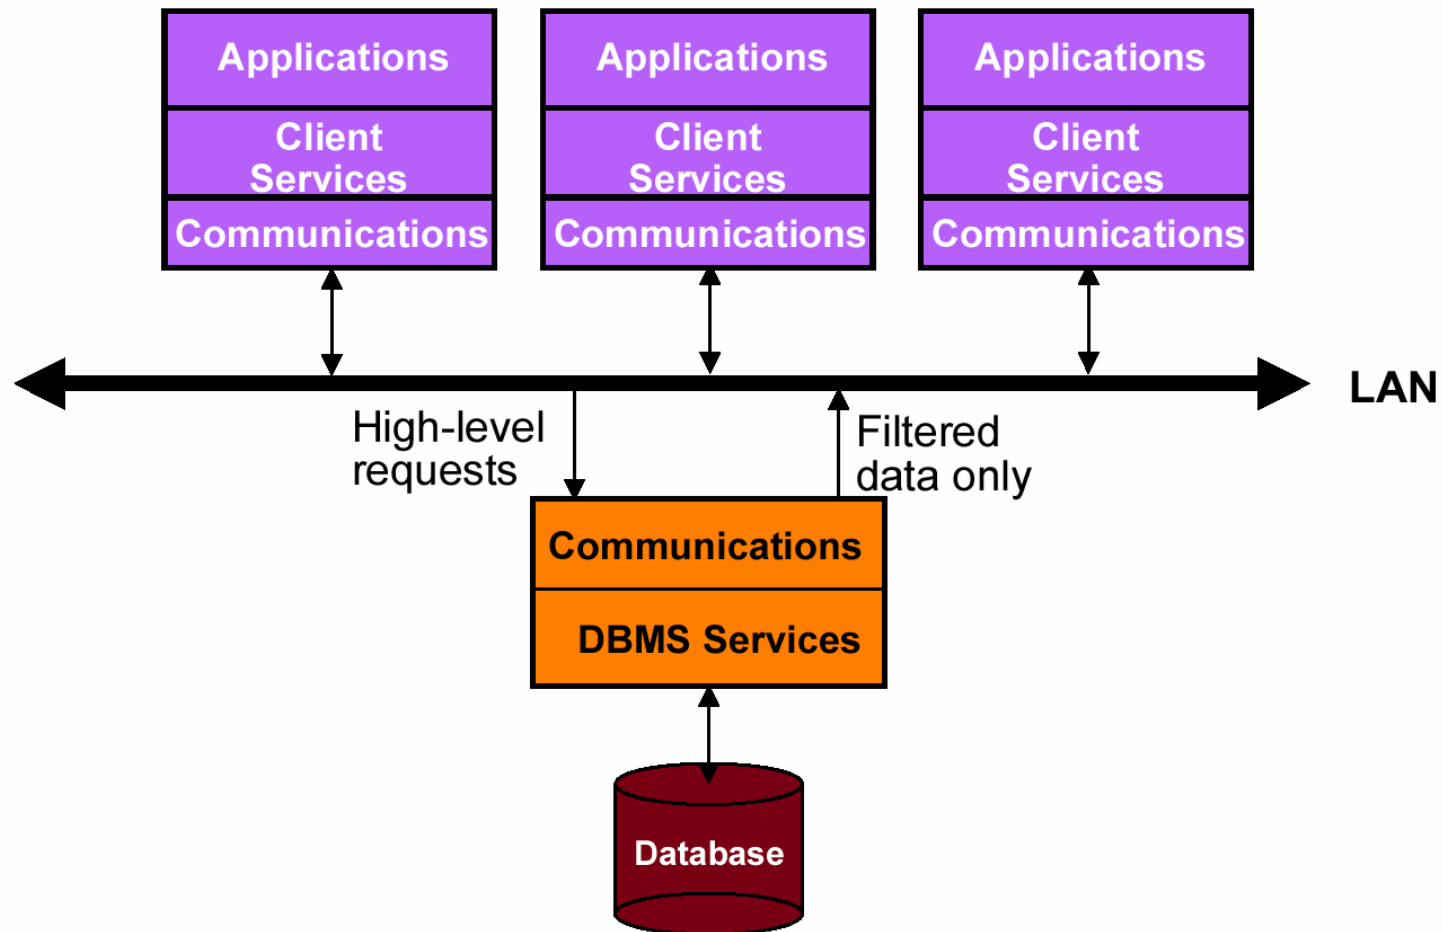 Applications
Applications
Applications
Client
Services
Client
Services
Client
Services
Communications
Communications
Communications
LAN
High-level
requests
Filtered
data only
Communications
DBMS Services
Database